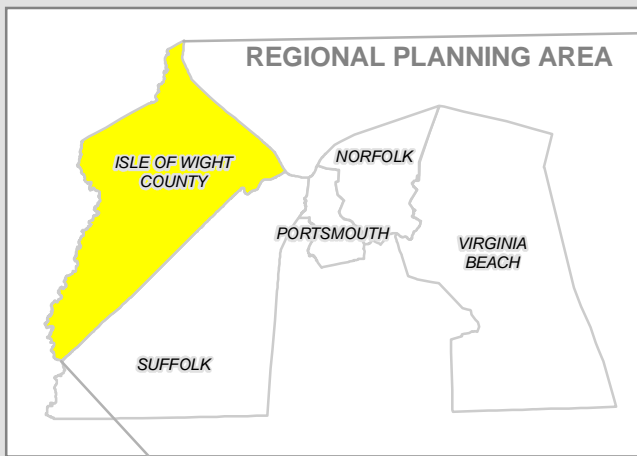 REGIONAL PLANNING AREA
ISLE OF WIGHT
COUNTY
NORFOLK
PORTSMOUTH
VIRGINIA
BEACH
SUFFOLK